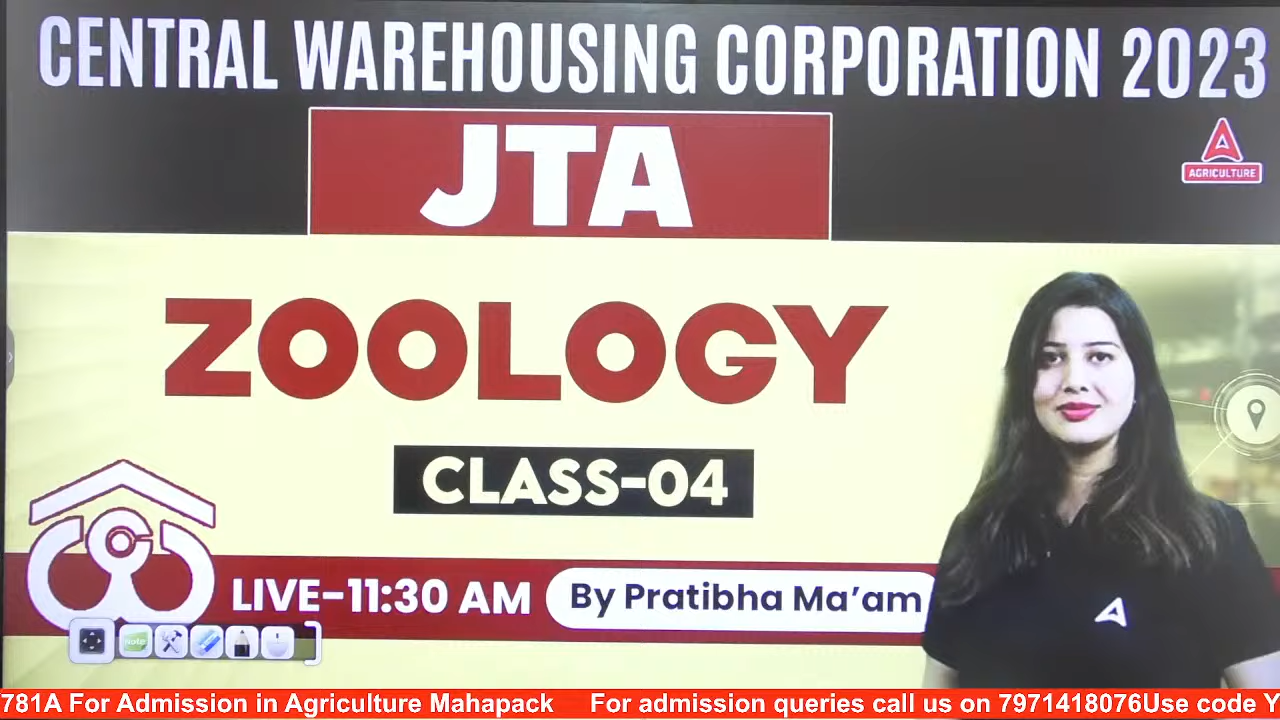 CENTRAL WAREHOUSING CORPORATION 2023
JTA
AGRICULTURE
ZOOLOGY
CLASS-04
LIVE-11:30 AM By Pratibha Ma'am
note
781A For Admission in Agriculture Mahapack For admission queries call us on 7971418076Use code Y